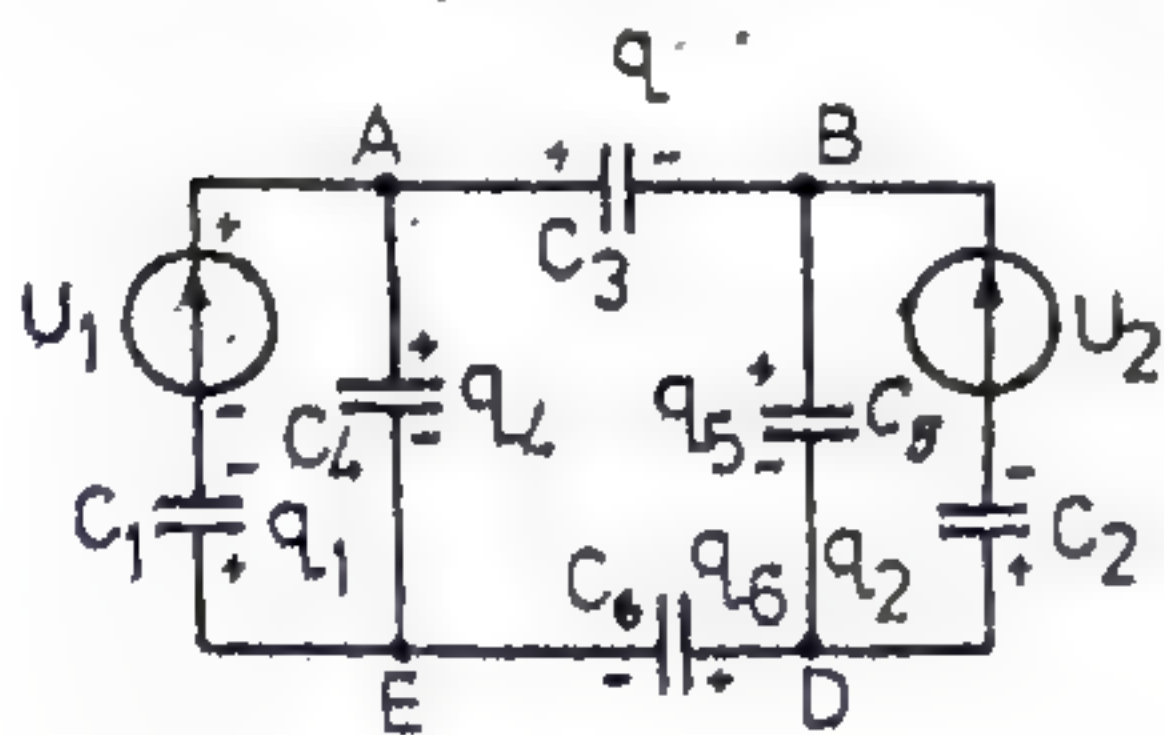 q
A
B
+ -
C3
+
U1
U2
+
C4 q4
-
+
q5 C5
-
-
-
C1 q1
+
-
C2
+
C6 q6 q2
- +
E
D